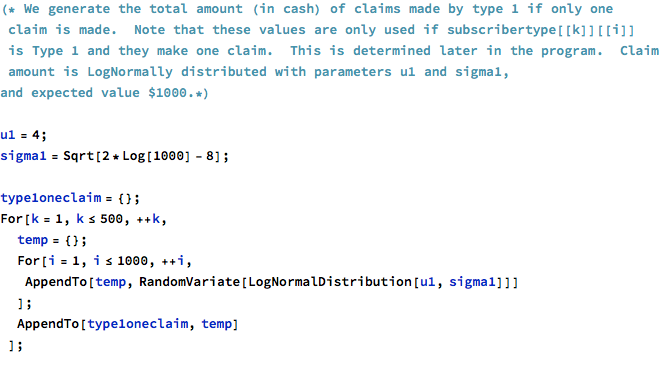 (* We generate the total amount (in cash) of claims made by type 1 if only one
claim is made.  Note that these values are only used if subscribertype[[k]][[i]]
is Type 1 and they make one claim.  This is determined later in the program.  Claim
amount is LogNormally distributed with parameters u1 and sigma1,
and expected value $1000.*)
u1 = 4;
sigma1 = Sqrt[2*Log[1000] - 8];
type1oneclaim = {};
For[k = 1, k ≤ 500, ++k,
temp = {};
For[i = 1, i ≤ 1000, ++i,
AppendTo[temp, RandomVariate[LogNormalDistribution[u1, sigma1]]]
];
AppendTo[type1oneclaim, temp]
];